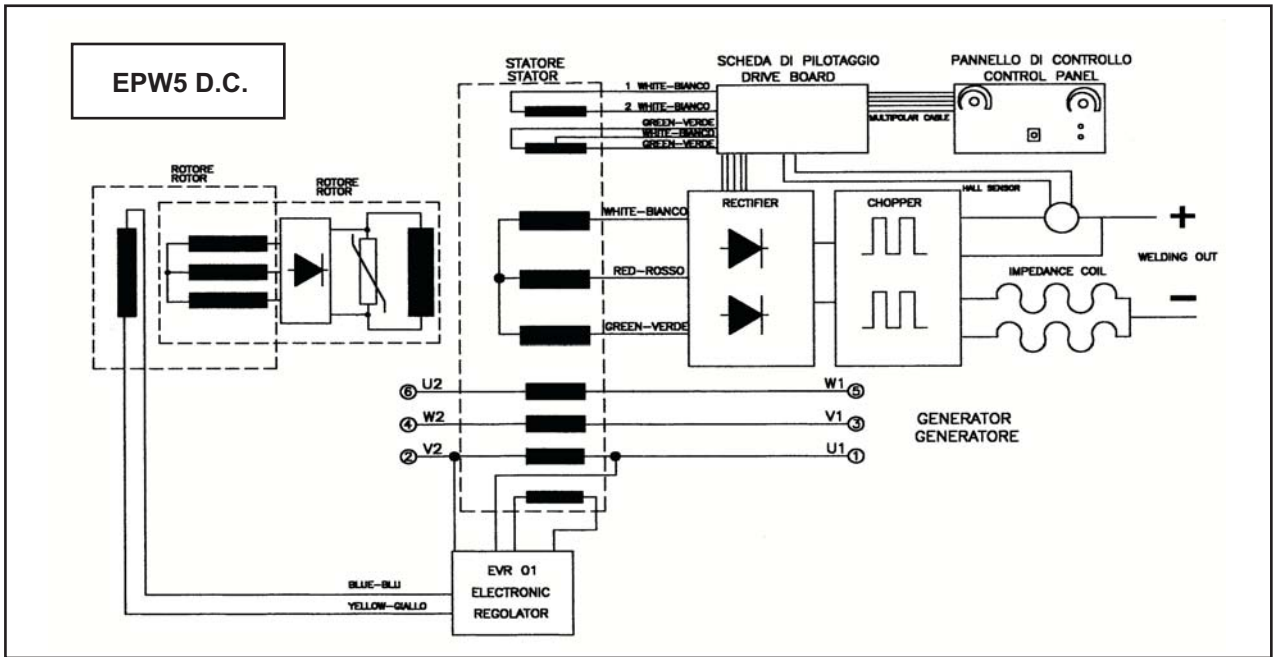 EPW5 D.C.
STATORE
STATOR
SCHEDA DI PILOTAGGIO
DRIVE BOARD
PANNELLO DI CONTROLLO
CONTROL PANEL
1 WHITE-BIANCO
2 WHITE-BIANCO
GREEN-VERDE
WHITE-BIANCO
GREEN-VERDE
MULTIPOLAR CABLE
ROTORE
ROTOR
ROTORE
ROTOR
HALL SENSOR
WHITE-BIANCO
RECTIFIER
CHOPPER
+
WELDING OUT
RED-ROSSO
IMPEDANCE COIL
−
GREEN-VERDE
6 U2
W1 5
4 W2
V1 3
2 V2
U1 1
GENERATOR
GENERATORE
EVR 01
ELECTRONIC
REGOLATOR
BLUE-BLU
YELLOW-GIALLO